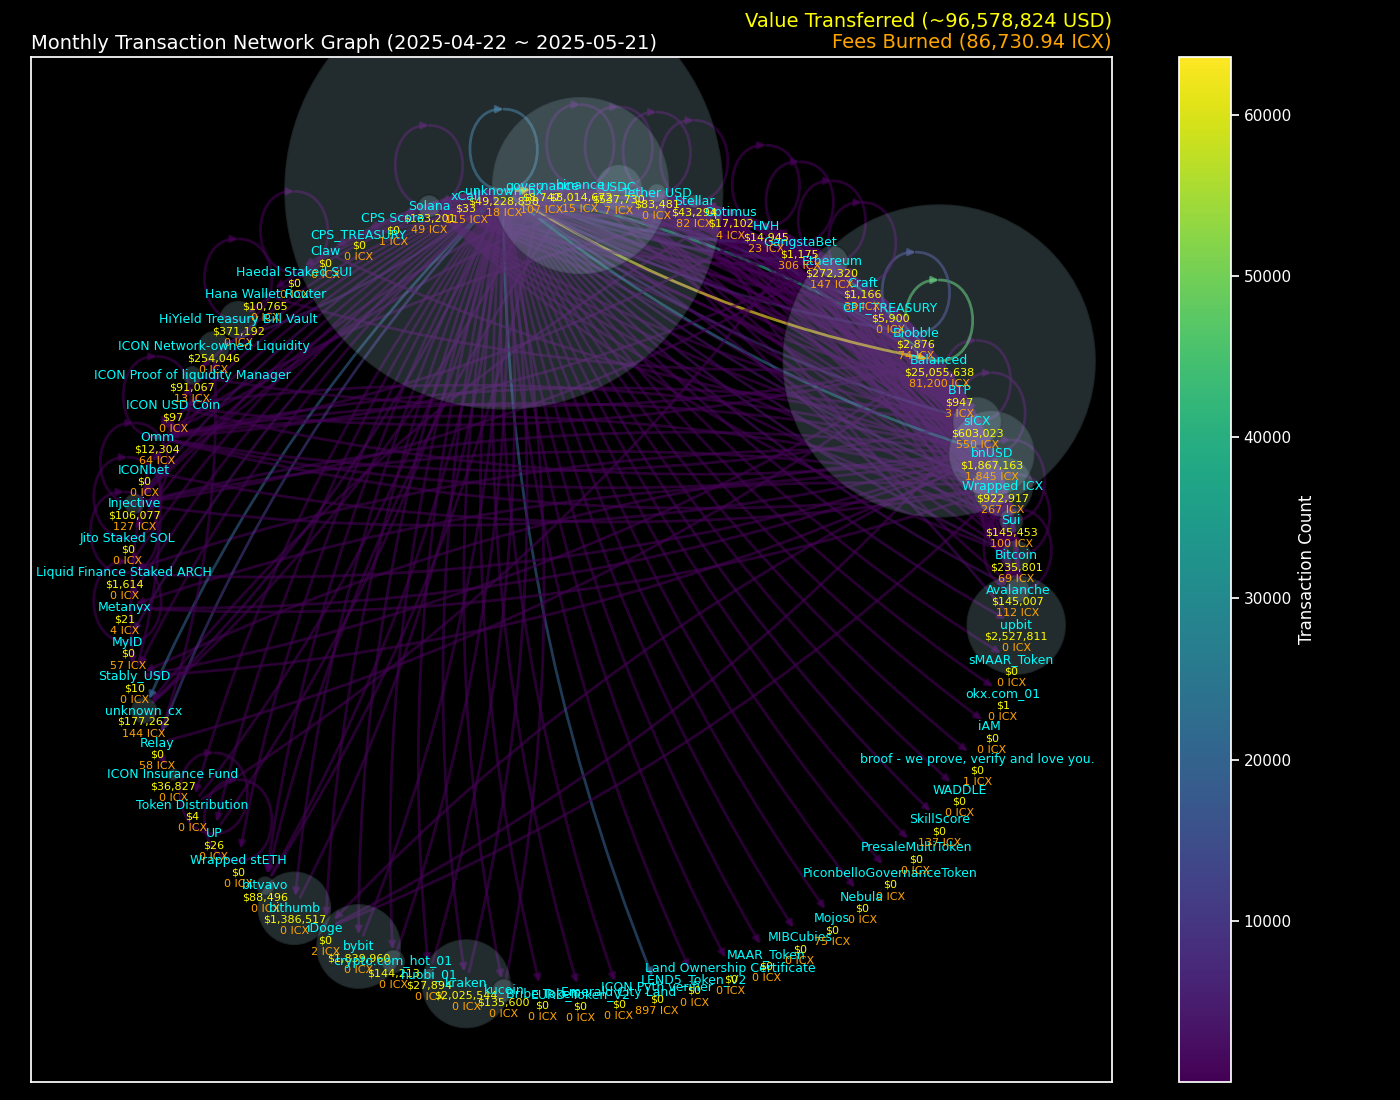 Value Transferred (~96,578,824 USD)
Monthly Transaction Network Graph (2025-04-22 ~ 2025-05-21)
Fees Burned (86,730.94 ICX)
governance
binance
107 ICX
15 ICX
USDC
7 ICX
Tether USD
$83,481
0 ICX
Stellar
$43,294
82 ICX
Optimus
$17,102
4 ICX
HVH
$14,945
23 ICX
GangstaBet
$1,175
306 ICX
Ethereum
$272,320
147 ICX
Craft
$1,166
CPF_TREASURY
$5,900
0 ICX
Blobble
$2,876
74 ICX
Balanced
$25,055,638
81,200 ICX
BTP
$947
3 ICX
sICX
$603,023
550 ICX
bnUSD
$1,867,163
1,845 ICX
Wrapped ICX
$922,917
267 ICX
Sui
$145,453
100 ICX
Bitcoin
$235,801
69 ICX
Avalanche
$145,007
112 ICX
upbit
$2,527,811
0 ICX
sMAAR_Token
$0
0 ICX
okx.com_01
$1
0 ICX
iAM
$0
0 ICX
broof - we prove, verify and love you.
$0
1 ICX
WADDLE
$0
0 ICX
SkillScore
$0
137 ICX
PresaleMultiToken
$0
0 ICX
PiconbelloGovernanceToken
$0
0 ICX
Nebula
$0
0 ICX
Mojos
$0
75 ICX
MIBCubies
$0
0 ICX
MAAR_Token
$0
0 ICX
Land Ownership Certificate
$0
0 ICX
LEND5_Token_V2
$0
0 ICX
ICON Pyth Verifier
$0
897 ICX
Emerald City Land
$0
0 ICX
$0
0 ICX
$0
0 ICX
kucoin
$135,600
0 ICX
kraken
$2,025,544
0 ICX
huobi_01
$27,894
0 ICX
crypto.com_hot_01
$144,213
0 ICX
bybit
$1,839,960
0 ICX
iDoge
$0
2 ICX
bithumb
$1,386,517
0 ICX
bitvavo
$88,496
0 ICX
Wrapped stETH
$0
0 ICX
UP
$26
0 ICX
Token Distribution
$4
0 ICX
ICON Insurance Fund
$36,827
0 ICX
Relay
$0
58 ICX
unknown_cx
$177,262
144 ICX
Stably_USD
$10
0 ICX
MyID
$0
57 ICX
Metanyx
$21
4 ICX
Liquid Finance Staked ARCH
$1,614
0 ICX
Jito Staked SOL
$0
0 ICX
Injective
$106,077
127 ICX
ICONbet
$0
0 ICX
Omm
$12,304
64 ICX
ICON USD Coin
$97
0 ICX
ICON Proof of liquidity Manager
$91,067
13 ICX
ICON Network-owned Liquidity
$254,046
0 ICX
HiYield Treasury Bill Vault
$371,192
0 ICX
Hana Wallet Router
$10,765
0 ICX
Haedal Staked SUI
$0
0 ICX
Claw
$0
0 ICX
CPS_TREASURY
$0
0 ICX
CPS Score
$0
1 ICX
Solana
$133,201
49 ICX
xCall
$33
unknown_hx
18 ICX
60000
50000
40000
30000
20000
10000
Transaction Count